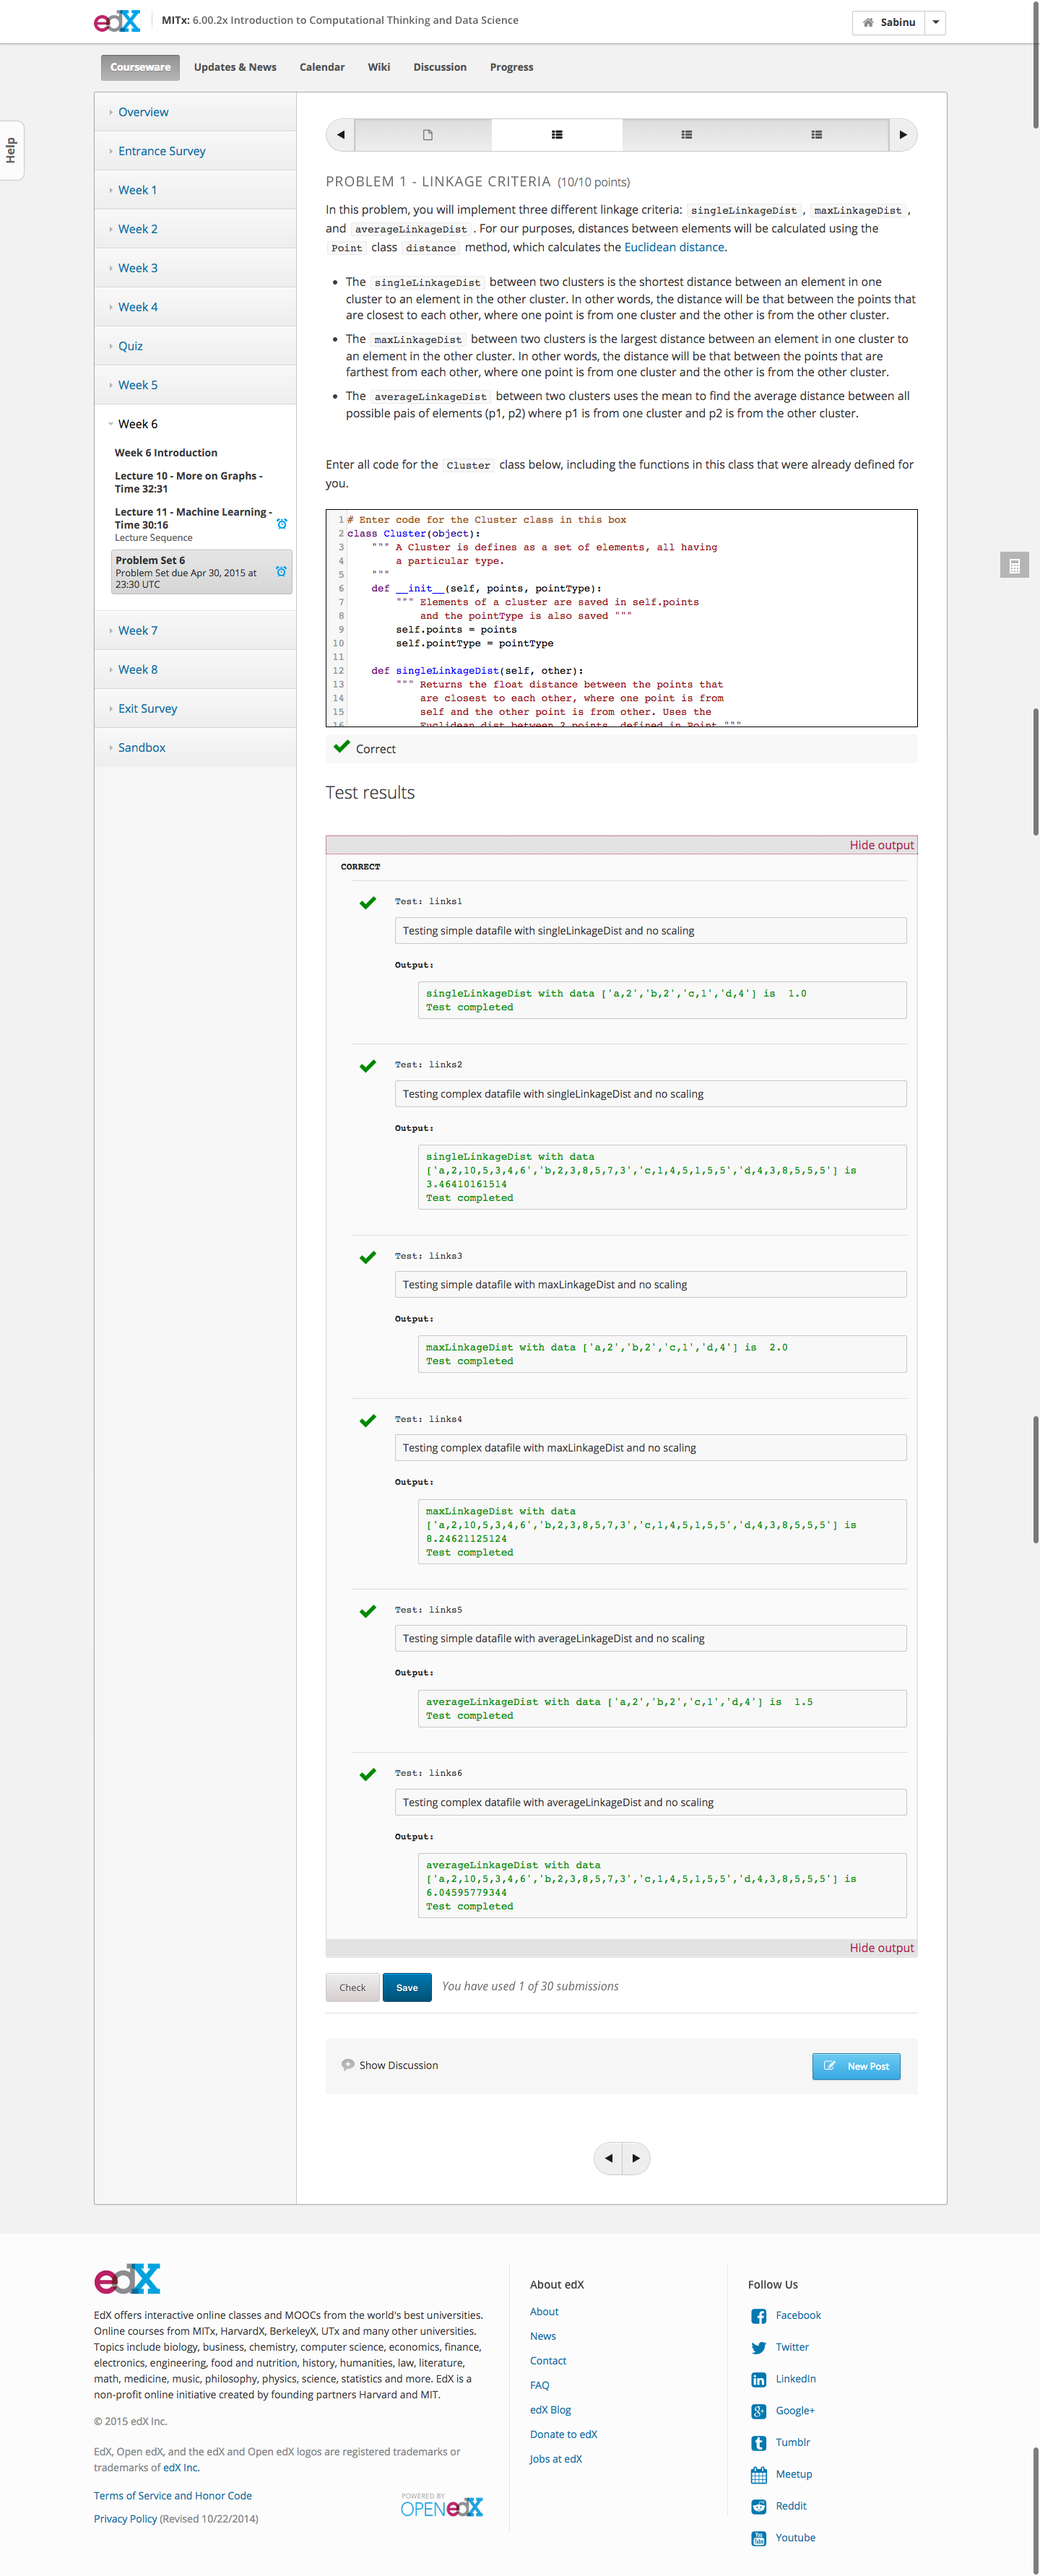 edX
MITx: 6.00.2x Introduction to Computational Thinking and Data Science
Sabinu
Courseware
Updates & News
Calendar
Wiki
Discussion
Progress
Help
Overview
Entrance Survey
Week 1
Week 2
Week 3
Week 4
Quiz
Week 5
Week 6
Week 6 Introduction
Lecture 10 - More on Graphs -
Time 32:31
Lecture 11 - Machine Learning -
Time 30:16
Lecture Sequence
Problem Set 6
Problem Set due Apr 30, 2015 at
23:30 UTC
Week 7
Week 8
Exit Survey
Sandbox
PROBLEM 1 - LINKAGE CRITERIA (10/10 points)
In this problem, you will implement three different linkage criteria: singleLinkageDist , maxLinkageDist ,
and averageLinkageDist . For our purposes, distances between elements will be calculated using the
Point class distance method, which calculates the Euclidean distance.
• The singleLinkageDist between two clusters is the shortest distance between an element in one
cluster to an element in the other cluster. In other words, the distance will be that between the points that
are closest to each other, where one point is from one cluster and the other is from the other cluster.
• The maxLinkageDist between two clusters is the largest distance between an element in one cluster to
an element in the other cluster. In other words, the distance will be that between the points that are
farthest from each other, where one point is from one cluster and the other is from the other cluster.
• The averageLinkageDist between two clusters uses the mean to find the average distance between all
possible pais of elements (p1, p2) where p1 is from one cluster and p2 is from the other cluster.
Enter all code for the Cluster class below, including the functions in this class that were already defined for
you.
1 # Enter code for the Cluster class in this box
2 class Cluster(object):
3     """ A Cluster is defines as a set of elements, all having
4         a particular type.
5     """
6     def __init__(self, points, pointType):
7         """ Elements of a cluster are saved in self.points
8             and the pointType is also saved """
9         self.points = points
10         self.pointType = pointType
11
12     def singleLinkageDist(self, other):
13         """ Returns the float distance between the points that
14             are closest to each other, where one point is from
15             self and the other point is from other. Uses the
16             Euclidean dist between 2 points, defined in Point."""
Correct
Test results
Hide output
CORRECT
Test: links1
Testing simple datafile with singleLinkageDist and no scaling
Output:
singleLinkageDist with data ['a,2','b,2','c,1','d,4'] is  1.0
Test completed
Test: links2
Testing complex datafile with singleLinkageDist and no scaling
Output:
singleLinkageDist with data
['a,2,10,5,3,4,6','b,2,3,8,5,7,3','c,1,4,5,1,5,5','d,4,3,8,5,5,5'] is
3.46410161514
Test completed
Test: links3
Testing simple datafile with maxLinkageDist and no scaling
Output:
maxLinkageDist with data ['a,2','b,2','c,1','d,4'] is  2.0
Test completed
Test: links4
Testing complex datafile with maxLinkageDist and no scaling
Output:
maxLinkageDist with data
['a,2,10,5,3,4,6','b,2,3,8,5,7,3','c,1,4,5,1,5,5','d,4,3,8,5,5,5'] is
8.24621125124
Test completed
Test: links5
Testing simple datafile with averageLinkageDist and no scaling
Output:
averageLinkageDist with data ['a,2','b,2','c,1','d,4'] is  1.5
Test completed
Test: links6
Testing complex datafile with averageLinkageDist and no scaling
Output:
averageLinkageDist with data
['a,2,10,5,3,4,6','b,2,3,8,5,7,3','c,1,4,5,1,5,5','d,4,3,8,5,5,5'] is
6.04595779344
Test completed
Hide output
Check
Save
You have used 1 of 30 submissions
Show Discussion
New Post
edX
EdX offers interactive online classes and MOOCs from the world's best universities.
Online courses from MITx, HarvardX, BerkeleyX, UTx and many other universities.
Topics include biology, business, chemistry, computer science, economics, finance,
electronics, engineering, food and nutrition, history, humanities, law, literature,
math, medicine, music, philosophy, physics, science, statistics and more. EdX is a
non-profit online initiative created by founding partners Harvard and MIT.
© 2015 edX Inc.
EdX, Open edX, and the edX and Open edX logos are registered trademarks or
trademarks of edX Inc.
Terms of Service and Honor Code
Privacy Policy (Revised 10/22/2014)
POWERED BY
OPEN edX
About edX
About
News
Contact
FAQ
edX Blog
Donate to edX
Jobs at edX
Follow Us
Facebook
Twitter
LinkedIn
Google+
Tumblr
Meetup
Reddit
Youtube